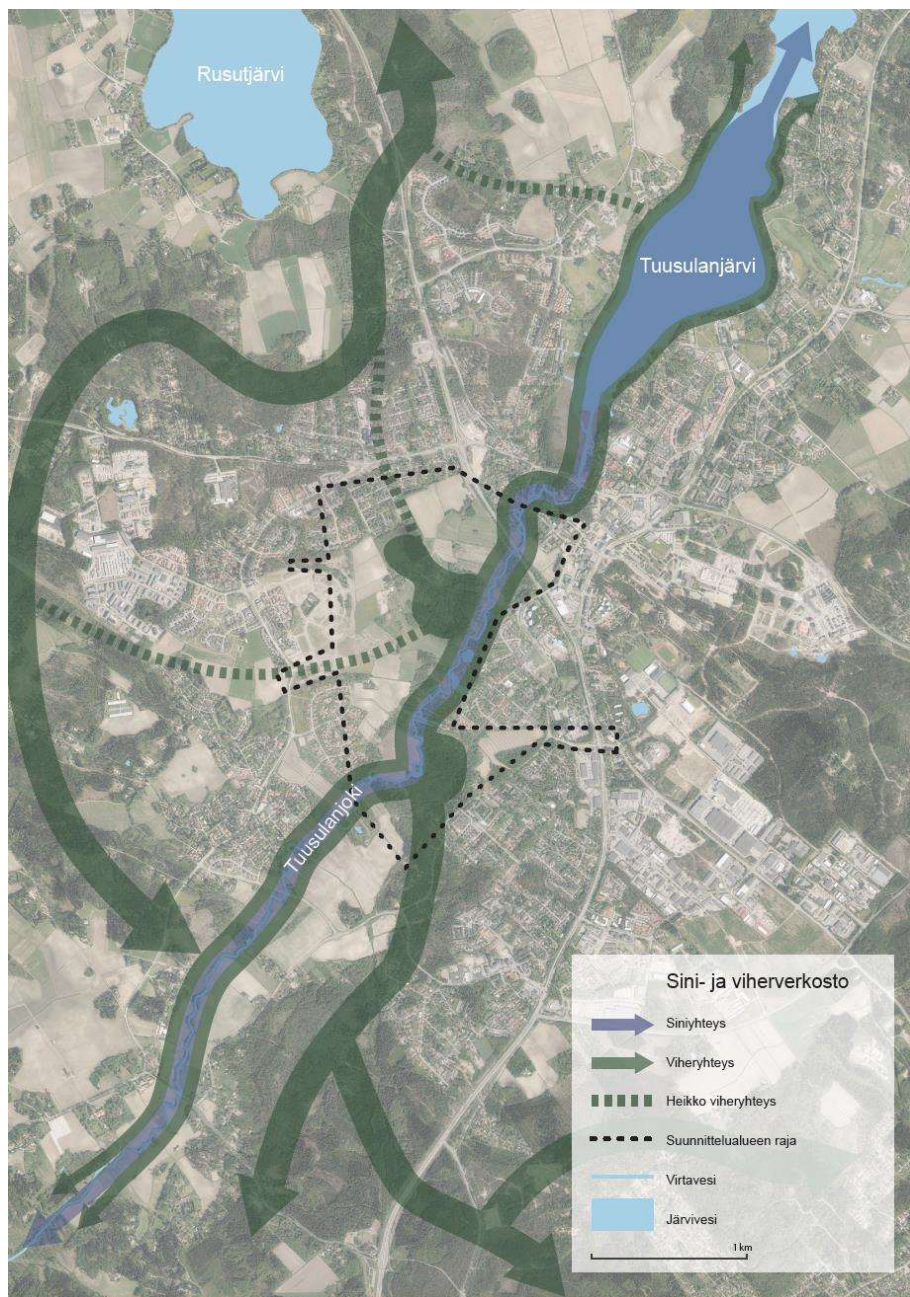 Rusutjärvi
Tuusulanjärvi
Tuusulanjoki
Sini- ja viherverkosto
Siniyhteys
Viheryhteys
Heikko viheryhteys
Suunnittelualueen raja
Virtavesi
Järvivesi
1 km